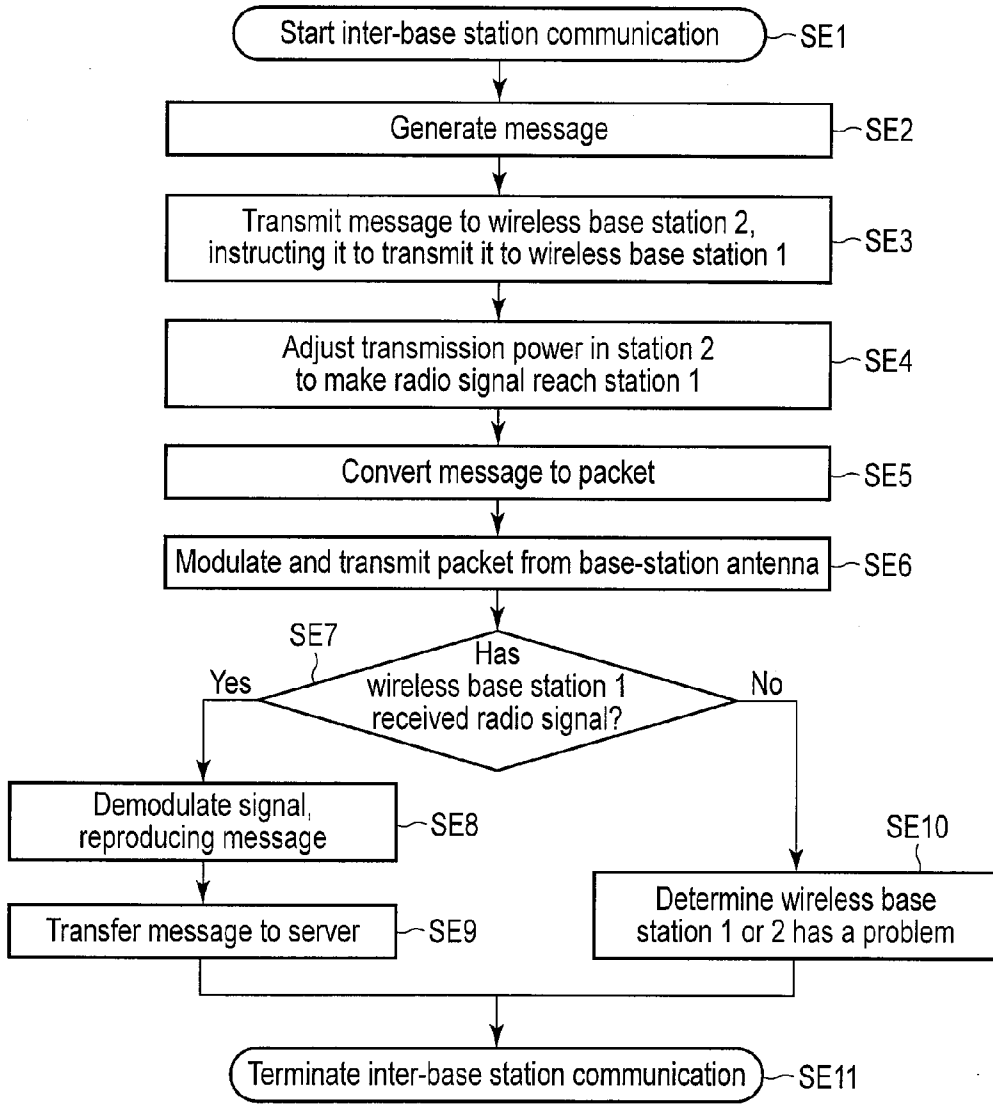 Start inter-base station communication
SE1
Generate message
SE2
Transmit message to wireless base station 2,
instructing it to transmit it to wireless base station 1
SE3
Adjust transmission power in station 2
to make radio signal reach station 1
SE4
Convert message to packet
SE5
Modulate and transmit packet from base-station antenna
SE6
SE7
Has
wireless base station 1
received radio signal?
Yes
No
Demodulate signal,
reproducing message
SE8
Transfer message to server
SE9
SE10
Determine wireless base
station 1 or 2 has a problem
Terminate inter-base station communication
SE11